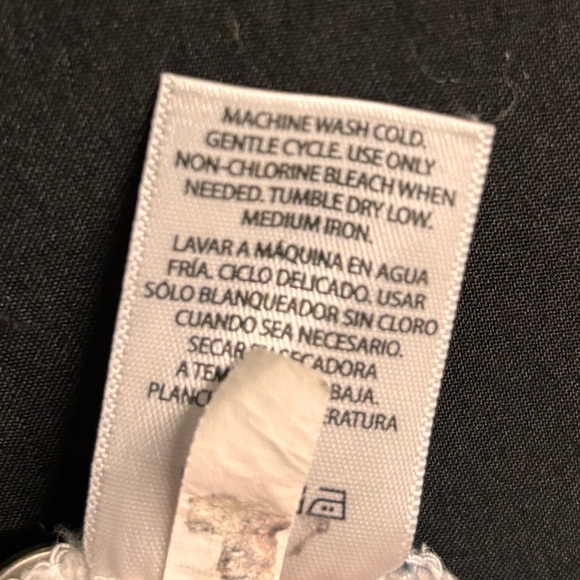 MACHINE WASH COLD.
GENTLE CYCLE. USE ONLY
NON-CHLORINE BLEACH WHEN
NEEDED. TUMBLE DRY LOW.
MEDIUM IRON.
LAVAR A MÁQUINA EN AGUA
FRÍA. CICLO DELICADO. USAR
SÓLO BLANQUEADOR SIN CLORO
CUANDO SEA NECESARIO.
SECAR
A BAJA.